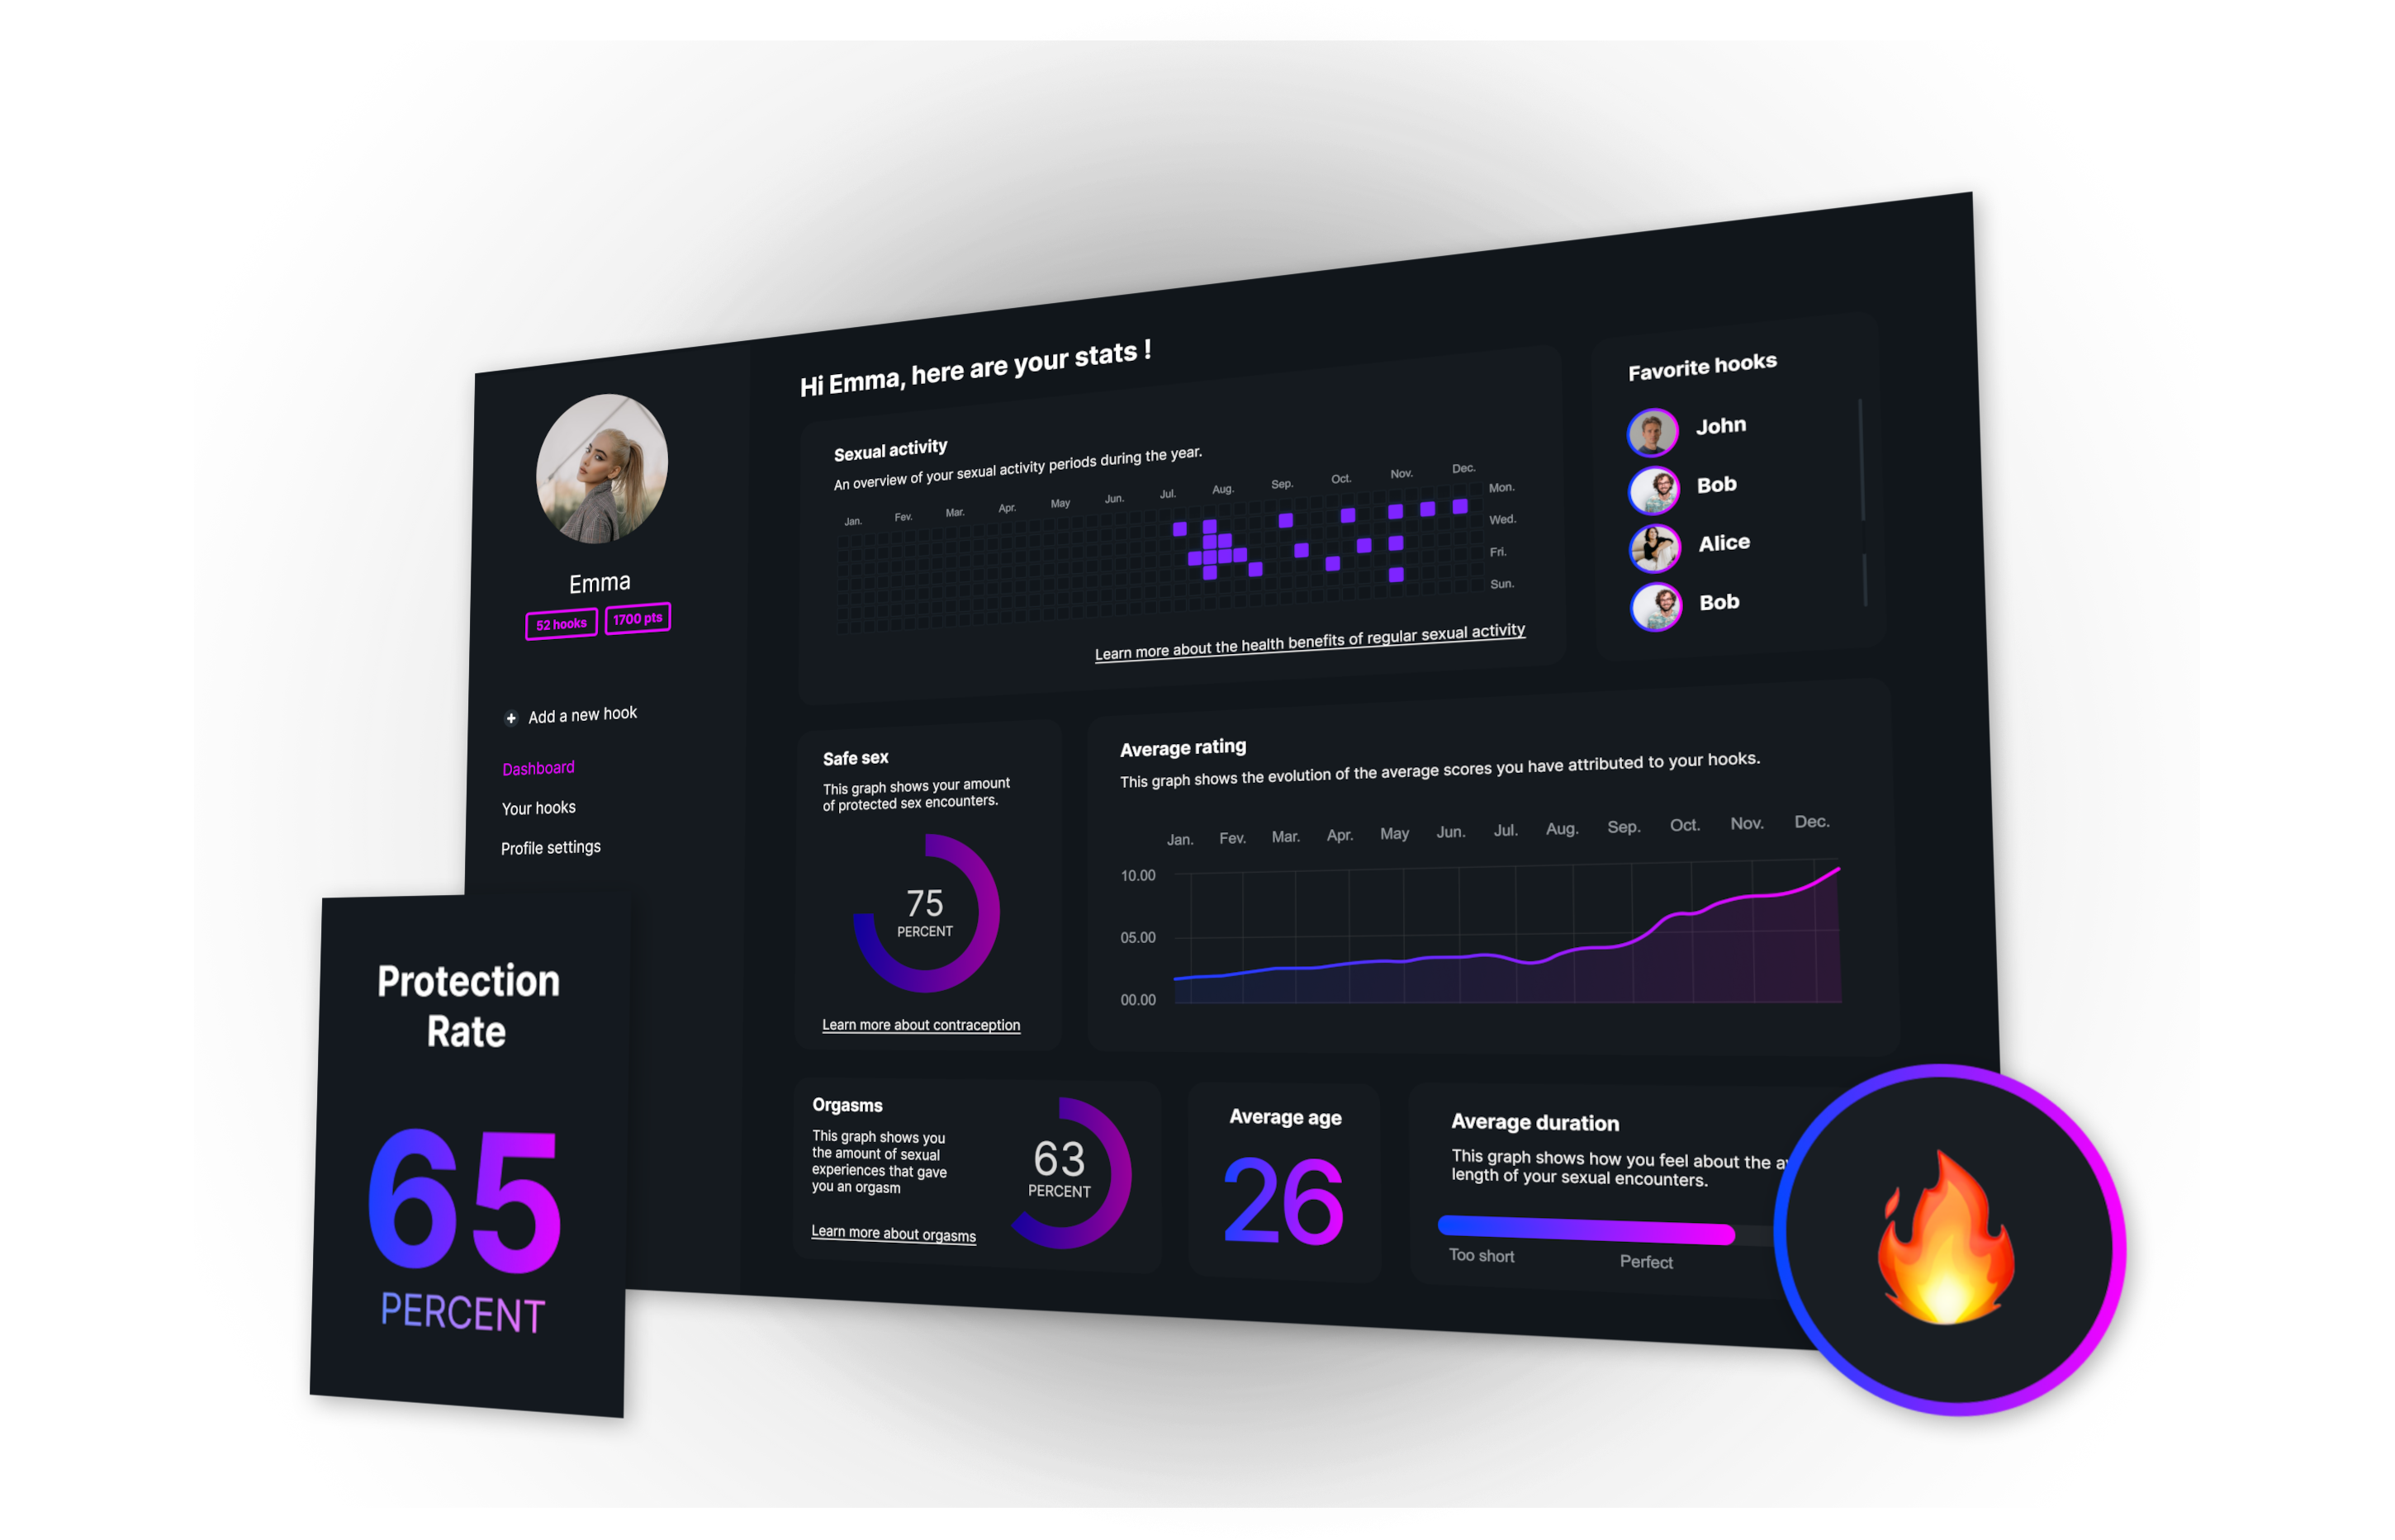 Hi Emma, here are your stats !
Emma
52 hooks
1700 pts
Add a new hook
Dashboard
Your hooks
Profile settings
Sexual activity
An overview of your sexual activity periods during the year.
Jan. Fev. Mar. Apr. May Jun. Jul. Aug. Sep. Oct. Nov. Dec.
Mon.
Wed.
Fri.
Sun.
Learn more about the health benefits of regular sexual activity
Favorite hooks
John
Bob
Alice
Bob
Safe sex
This graph shows your amount
of protected sex encounters.
75
PERCENT
Learn more about contraception
Average rating
This graph shows the evolution of the average scores you have attributed to your hooks.
Jan. Fev. Mar. Apr. May Jun. Jul. Aug. Sep. Oct. Nov. Dec.
10.00
05.00
00.00
Protection
Rate
65
PERCENT
Orgasms
This graph shows you
the amount of sexual
experiences that gave
you an orgasm
63
PERCENT
Learn more about orgasms
Average age
26
Average duration
This graph shows how you feel about the
length of your sexual encounters.
Too short
Perfect